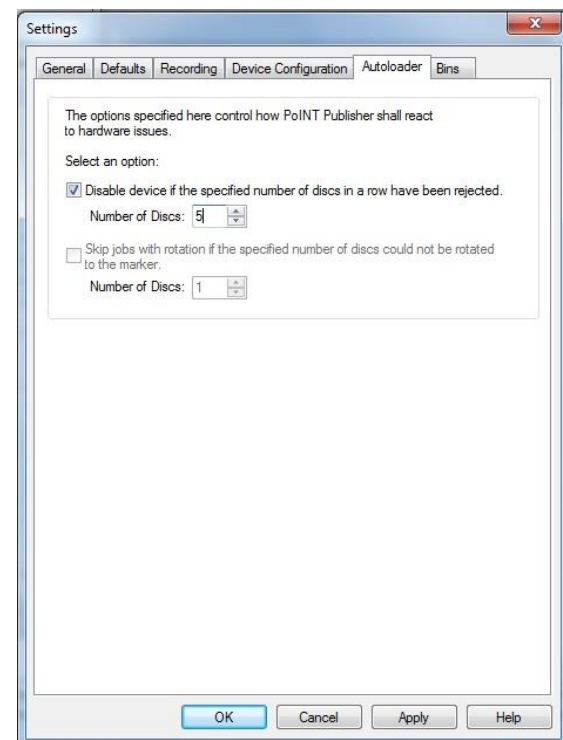 Settings
General Defaults Recording Device Configuration Autoloader Bins
The options specified here control how PoINT Publisher shall react
to hardware issues.
Select an option:
Disable device if the specified number of discs in a row have been rejected.
Number of Discs: 5
Skip jobs with rotation if the specified number of discs could not be rotated
to the marker.
Number of Discs: 1
OK Cancel Apply Help